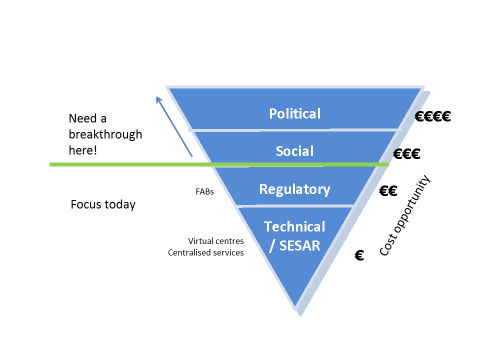 Political
€€€€
Need a
breakthrough
here!
Social
€€€
FABs
Regulatory
€€
Focus today
Technical
/ SESAR
Virtual centres
Centralised services
€
Cost opportunity